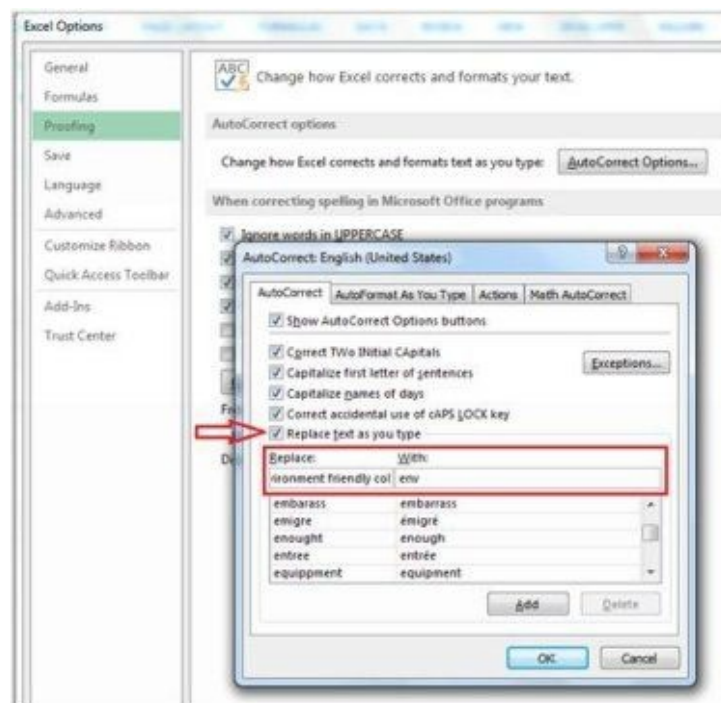 Excel Options
General
Formulas
Proofing
Save
Language
Advanced
Customize Ribbon
Quick Access Toolbar
Add-Ins
Trust Center
ABC
Change how Excel corrects and formats your text.
AutoCorrect options
Change how Excel corrects and formats text as you type:
AutoCorrect Options...
When correcting spelling in Microsoft Office programs
Ignore words in UPPERCASE
AutoCorrect: English (United States)
AutoCorrect
AutoFormat As You Type
Actions
Math AutoCorrect
Show AutoCorrect Options buttons
Correct TWo INitial CApitals
Exceptions...
Capitalize first letter of sentences
Capitalize names of days
Correct accidental use of cAPS LOCK key
Replace text as you type
Replace: With:
ironment friendly col env
embarass embarrass
emigre émigré
enought enough
entree entrée
equippment equipment
Add
Delete
OK
Cancel